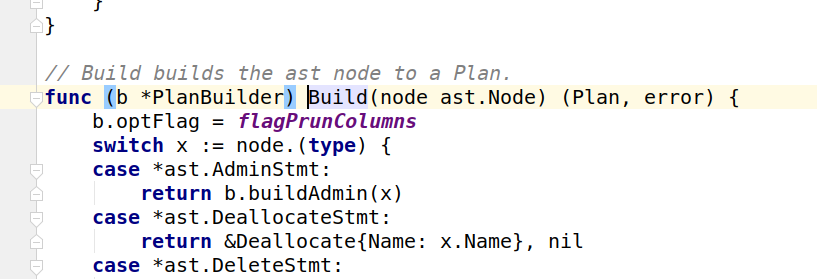 }
}
// Build builds the ast node to a Plan.
func (b *PlanBuilder) Build(node ast.Node) (Plan, error) {
b.optFlag = flagPrunColumns
switch x := node.(type) {
case *ast.AdminStmt:
return b.buildAdmin(x)
case *ast.DeallocateStmt:
return &Deallocate{Name: x.Name}, nil
case *ast.DeleteStmt: